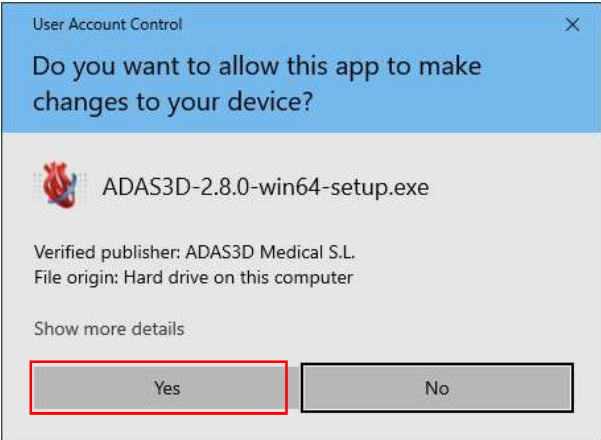 User Account Control
Do you want to allow this app to make
changes to your device?
ADAS3D-2.8.0-win64-setup.exe
Verified publisher: ADAS3D Medical S.L.
File origin: Hard drive on this computer
Show more details
Yes
No